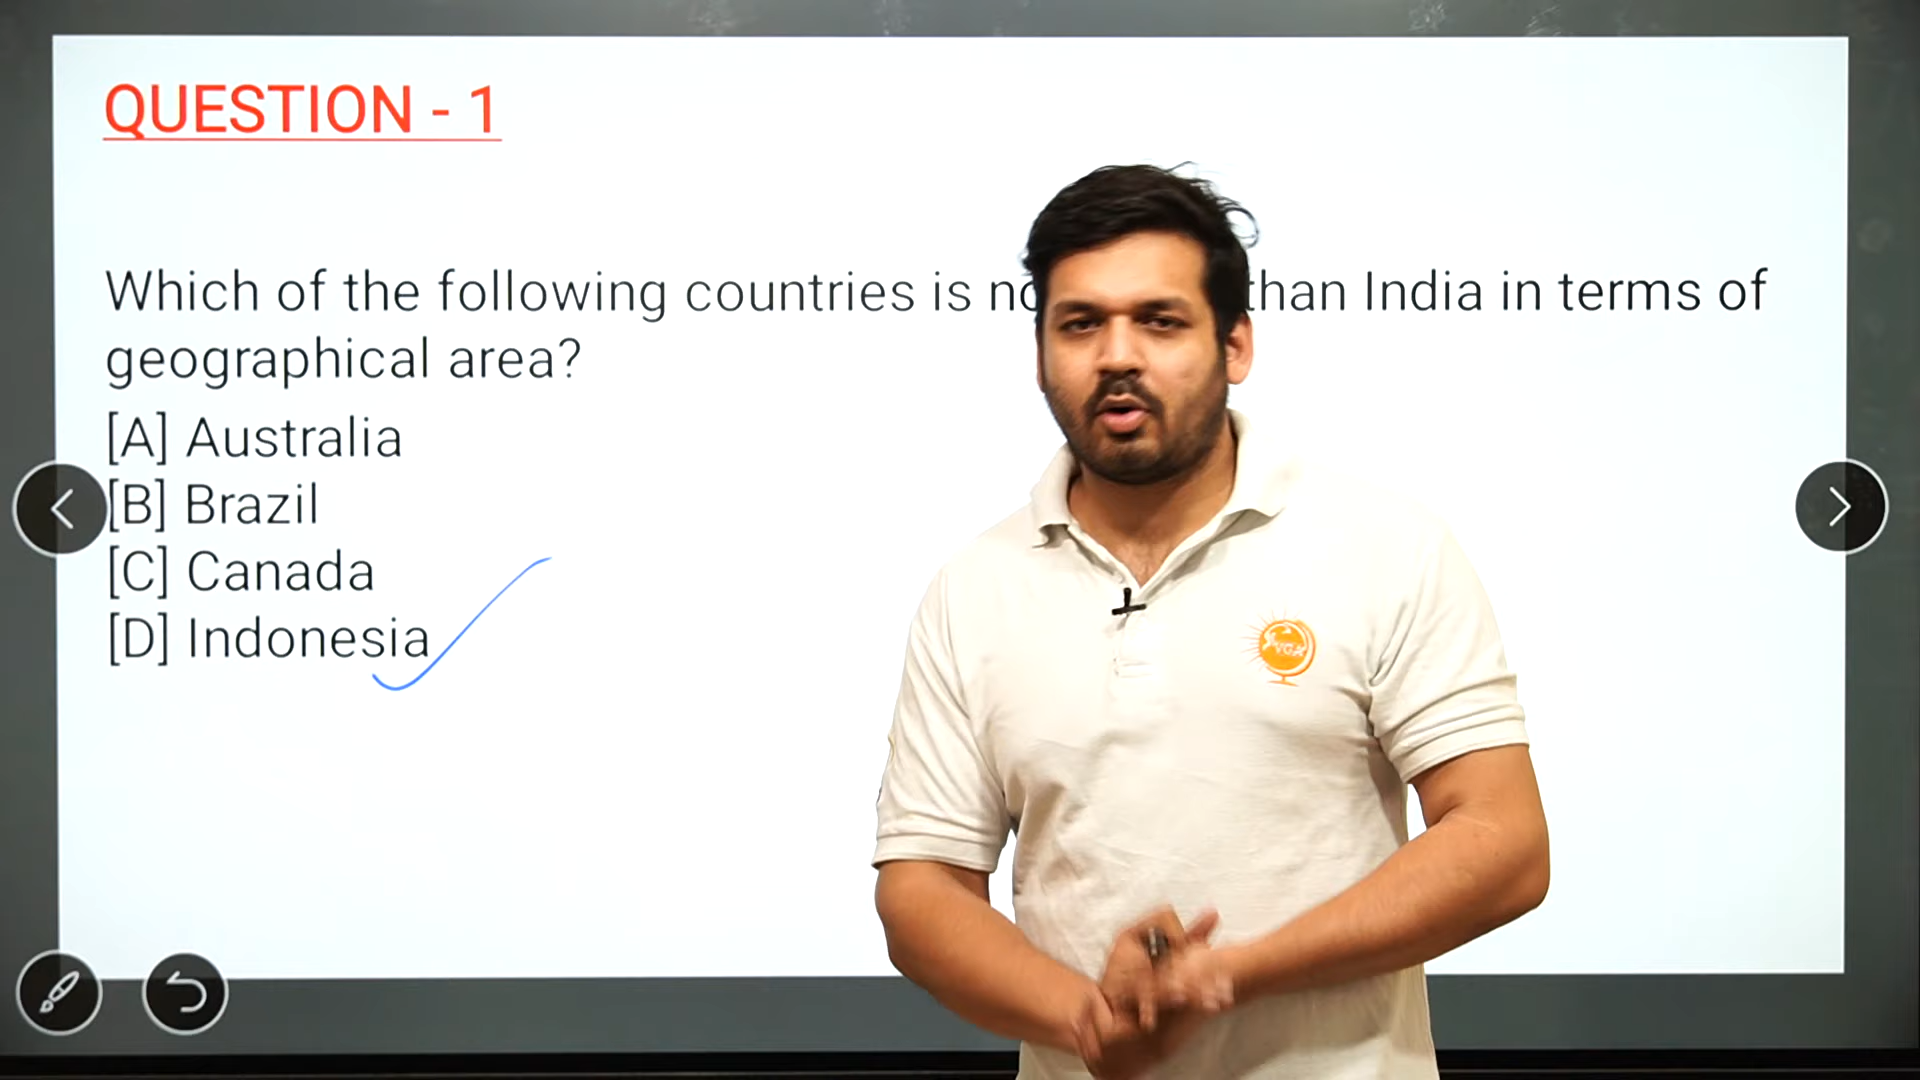 QUESTION - 1
Which of the following countries is than India in terms of
geographical area?
[A] Australia
[B] Brazil
[C] Canada
[D] Indonesia
VGA